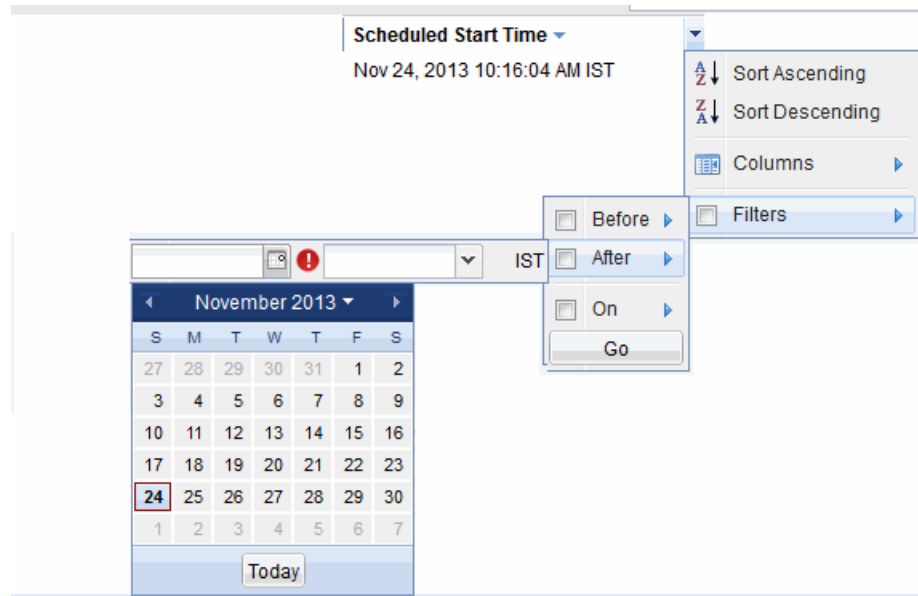 Scheduled Start Time
Nov 24, 2013 10:16:04 AM IST
Sort Ascending
Sort Descending
Columns
Filters
Before
After
On
Go
IST
November 2013
S M T W T F S
27 28 29 30 31 1 2
3 4 5 6 7 8 9
10 11 12 13 14 15 16
17 18 19 20 21 22 23
24 25 26 27 28 29 30
1 2 3 4 5 6 7
Today